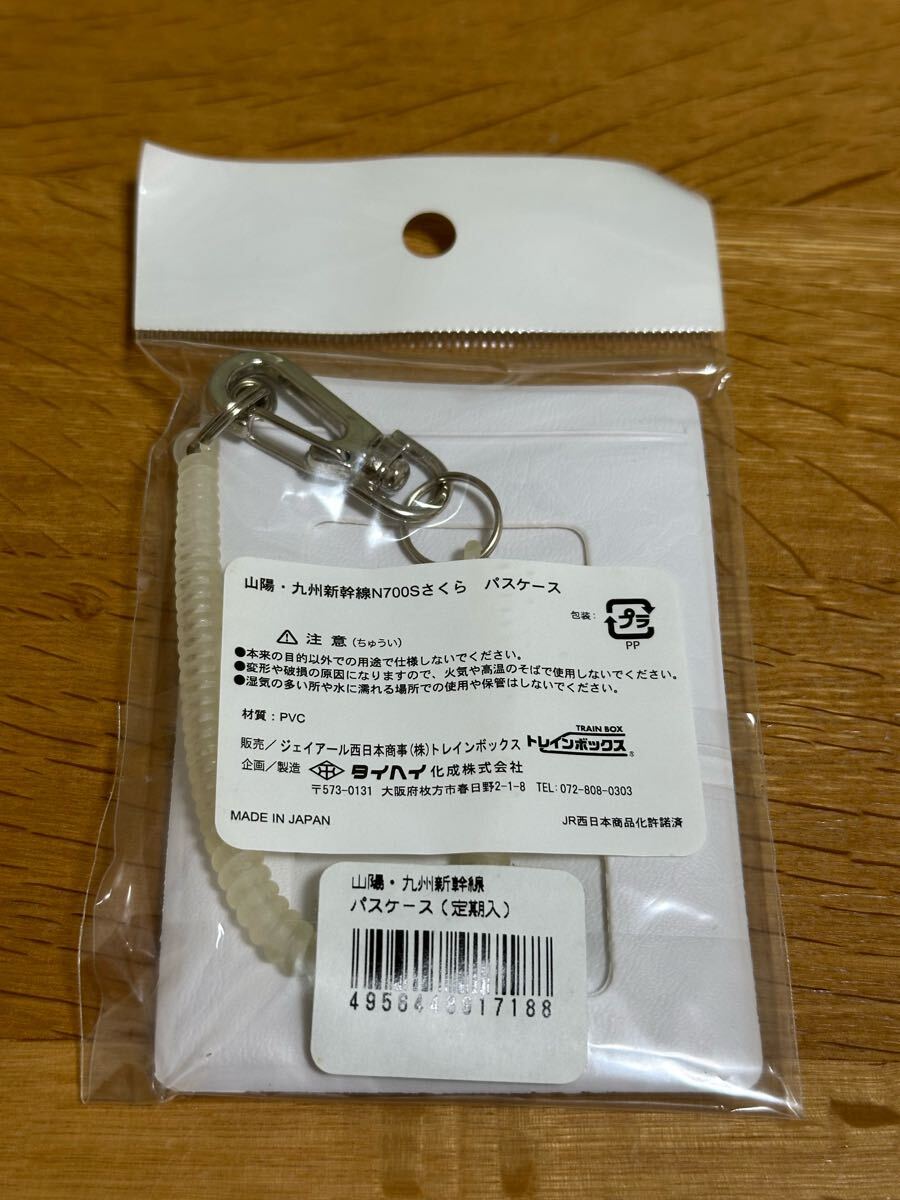 山陽・九州新幹線N700Sさくら　パスケース
包装: プラ
PP
⚠ 注 意 (ちゅうい)
●本来の目的以外での用途で仕様しないでください。
●変形や破損の原因になりますので、火気や高温のそばで使用しないでください。
●湿気の多い所や水に濡れる場所での使用や保管はしないでください。
材質：PVC
TRAIN BOX
販売／ジェイアール西日本商事(株)トレインボックス トレインボックス®
企画／製造 タイヘイ化成株式会社
〒573-0131 大阪府枚方市春日野2-1-8 TEL:072-808-0303
MADE IN JAPAN JR西日本商品化許諾済
山陽・九州新幹線
パスケース(定期入)